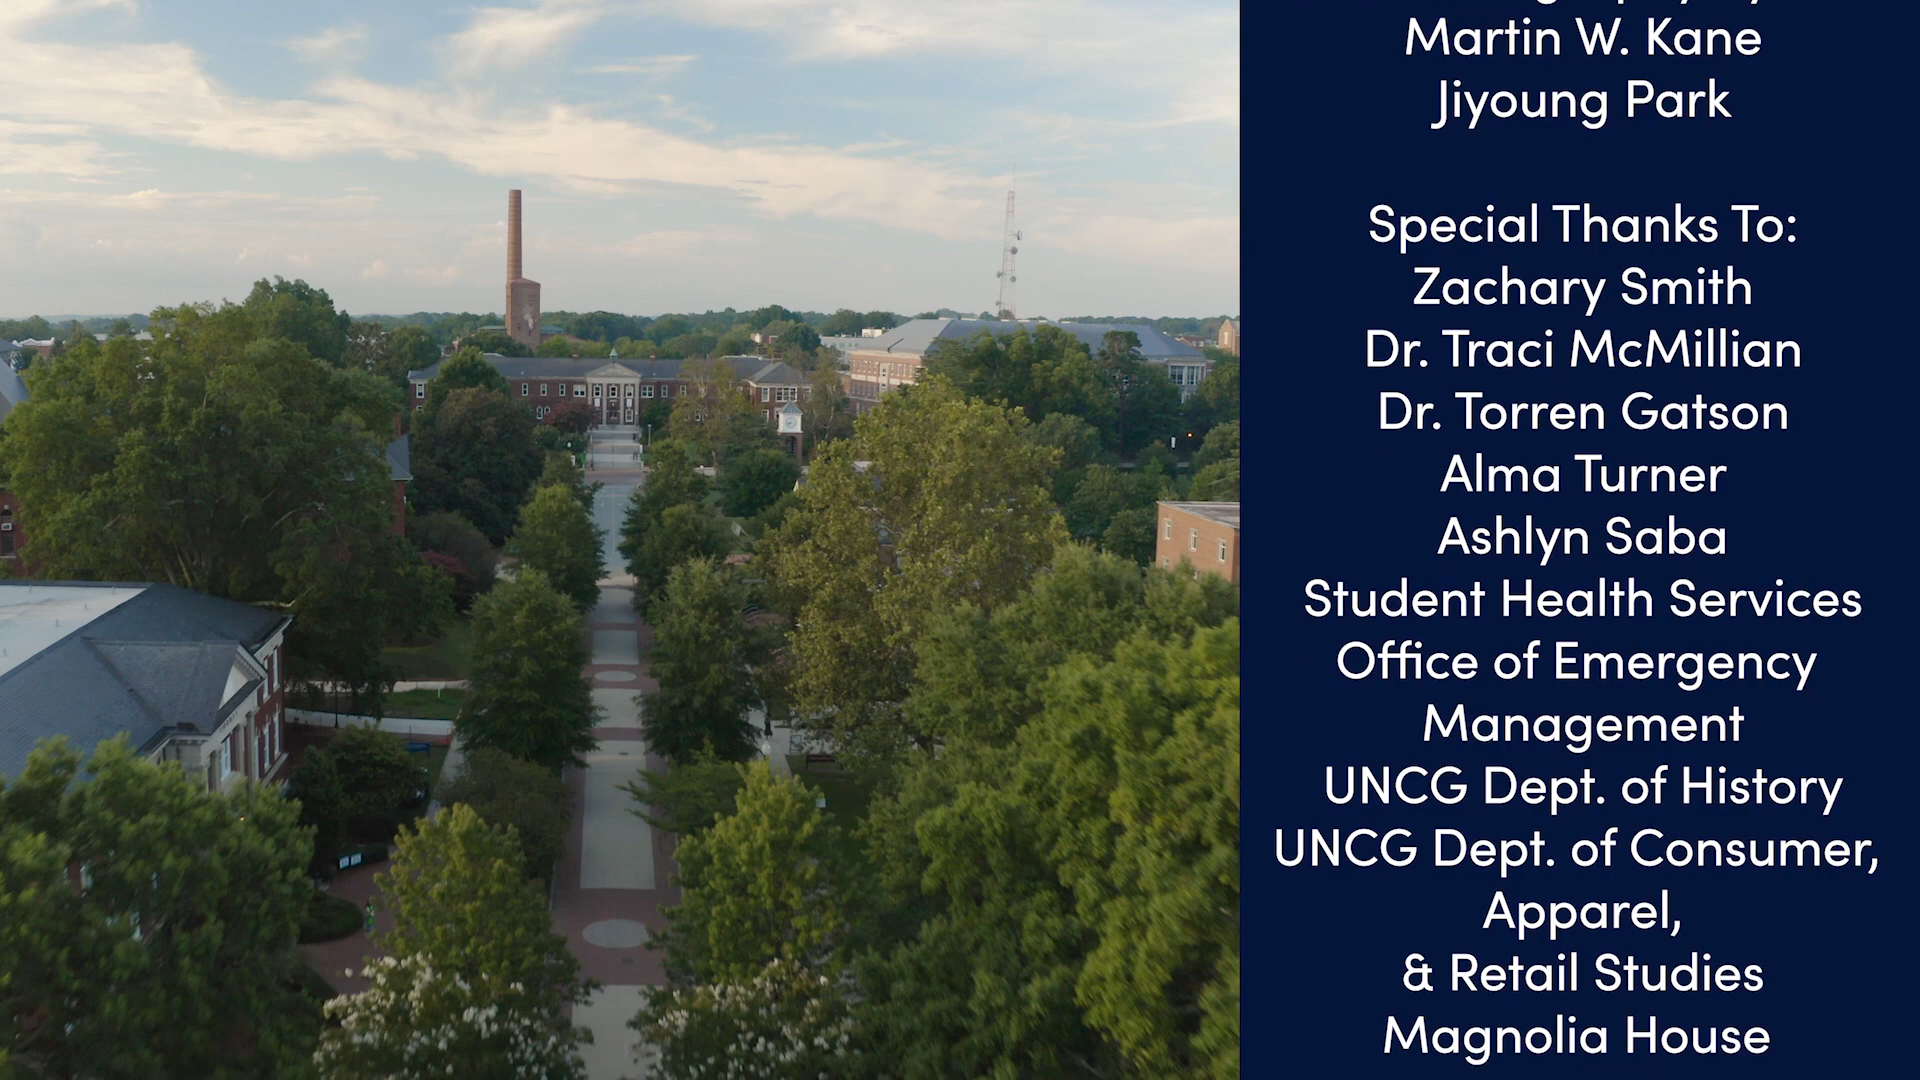 Martin W. Kane
Jiyoung Park
Special Thanks To:
Zachary Smith
Dr. Traci McMillian
Dr. Torren Gatson
Alma Turner
Ashlyn Saba
Student Health Services
Office of Emergency
Management
UNCG Dept. of History
UNCG Dept. of Consumer,
Apparel,
& Retail Studies
Magnolia House